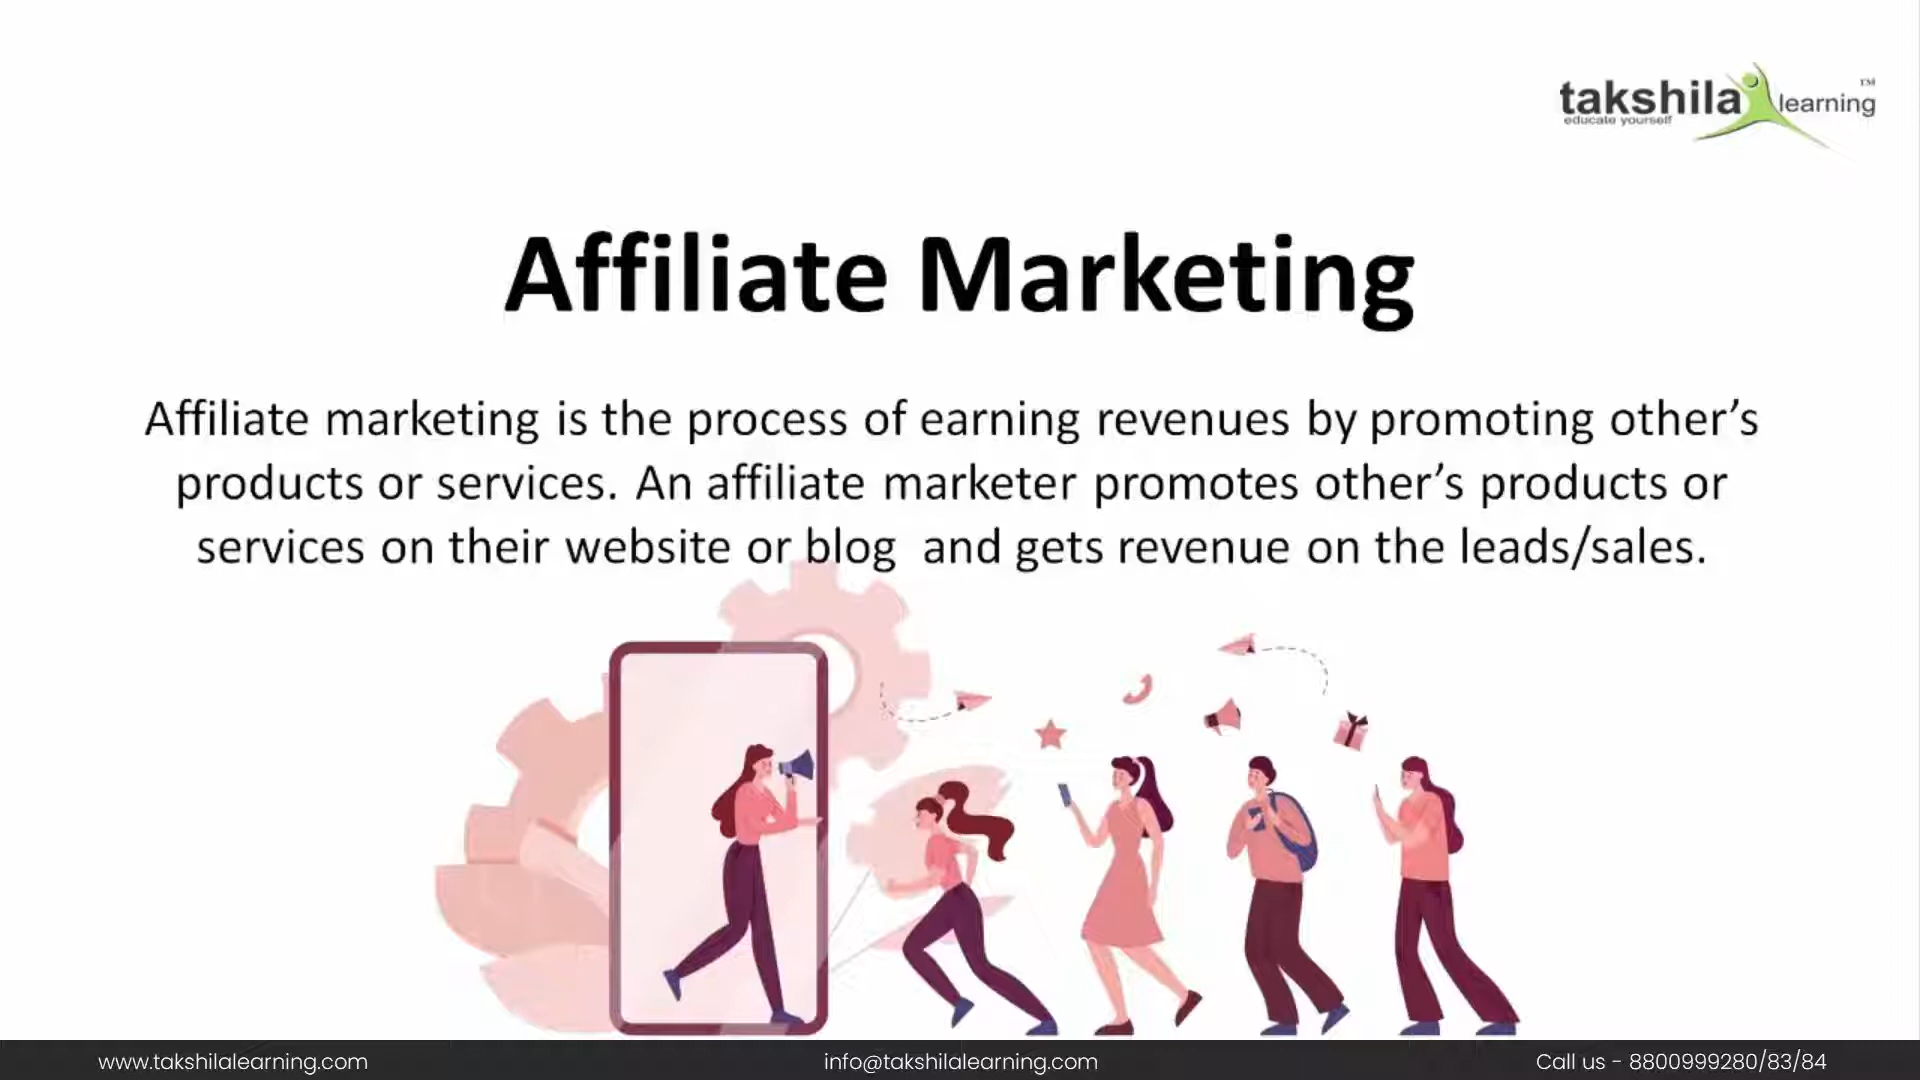 takshila learning ™
educate yourself
Affiliate Marketing
Affiliate marketing is the process of earning revenues by promoting other’s
products or services. An affiliate marketer promotes other’s products or
services on their website or blog  and gets revenue on the leads/sales.
www.takshilalearning.com
info@takshilalearning.com
Call us - 8800999280/83/84